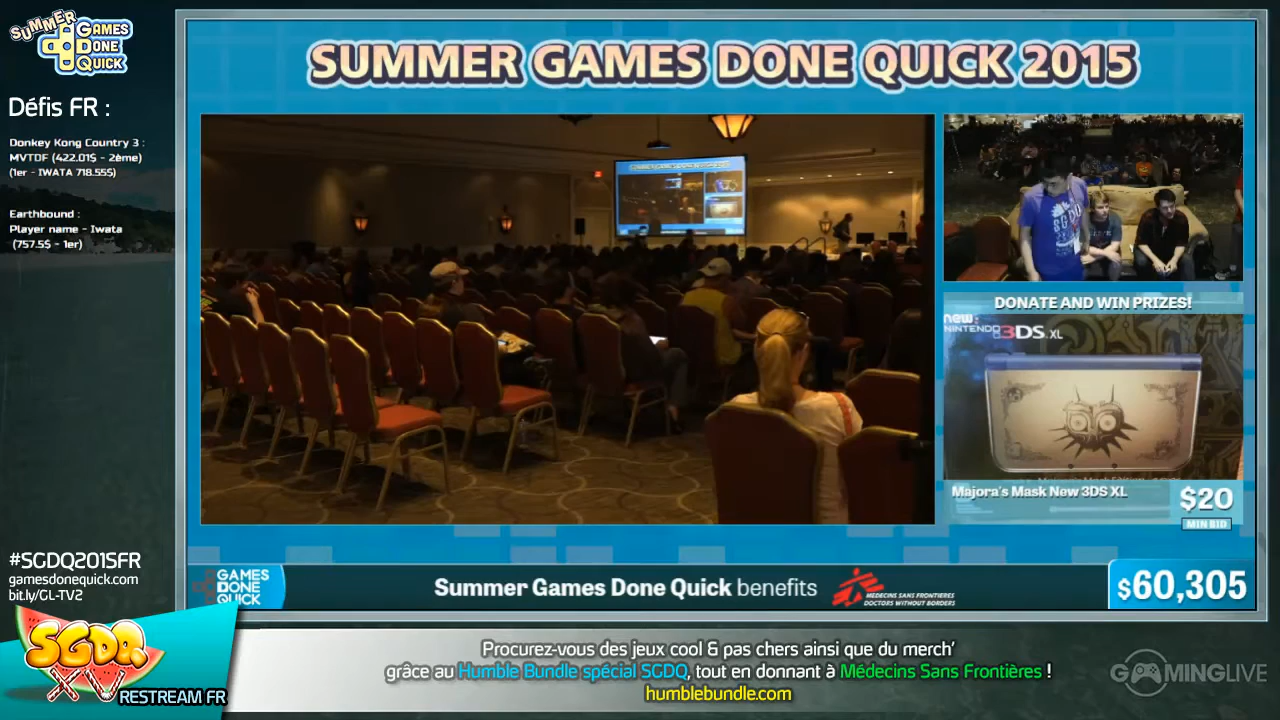 SUMMER
GAMES
DONE
QUICK
Défis FR :
Donkey Kong Country 3 :
MVTDF (422.01$ - 2ème)
(1er - IWATA 718.55$)
Earthbound :
Player name - Iwata
(757.5$ - 1er)
SUMMER GAMES DONE QUICK 2015
DONATE AND WIN PRIZES!
new
NINTENDO 3DS XL
Majora's Mask New 3DS XL
$20
MIN BID
#SGDQ2015FR
gamesdonequick.com
bit.ly/GL-TV2
GAMES
DONE
QUICK
Summer Games Done Quick benefits
MEDECINS SANS FRONTIERES
DOCTORS WITHOUT BORDERS
$60,305
SGDQ
XV
RESTREAM FR
Procurez-vous des jeux cool & pas chers ainsi que du merch'
grâce au Humble Bundle spécial SGDQ, tout en donnant à Médecins Sans Frontières !
humblebundle.com
GAMINGLIVE